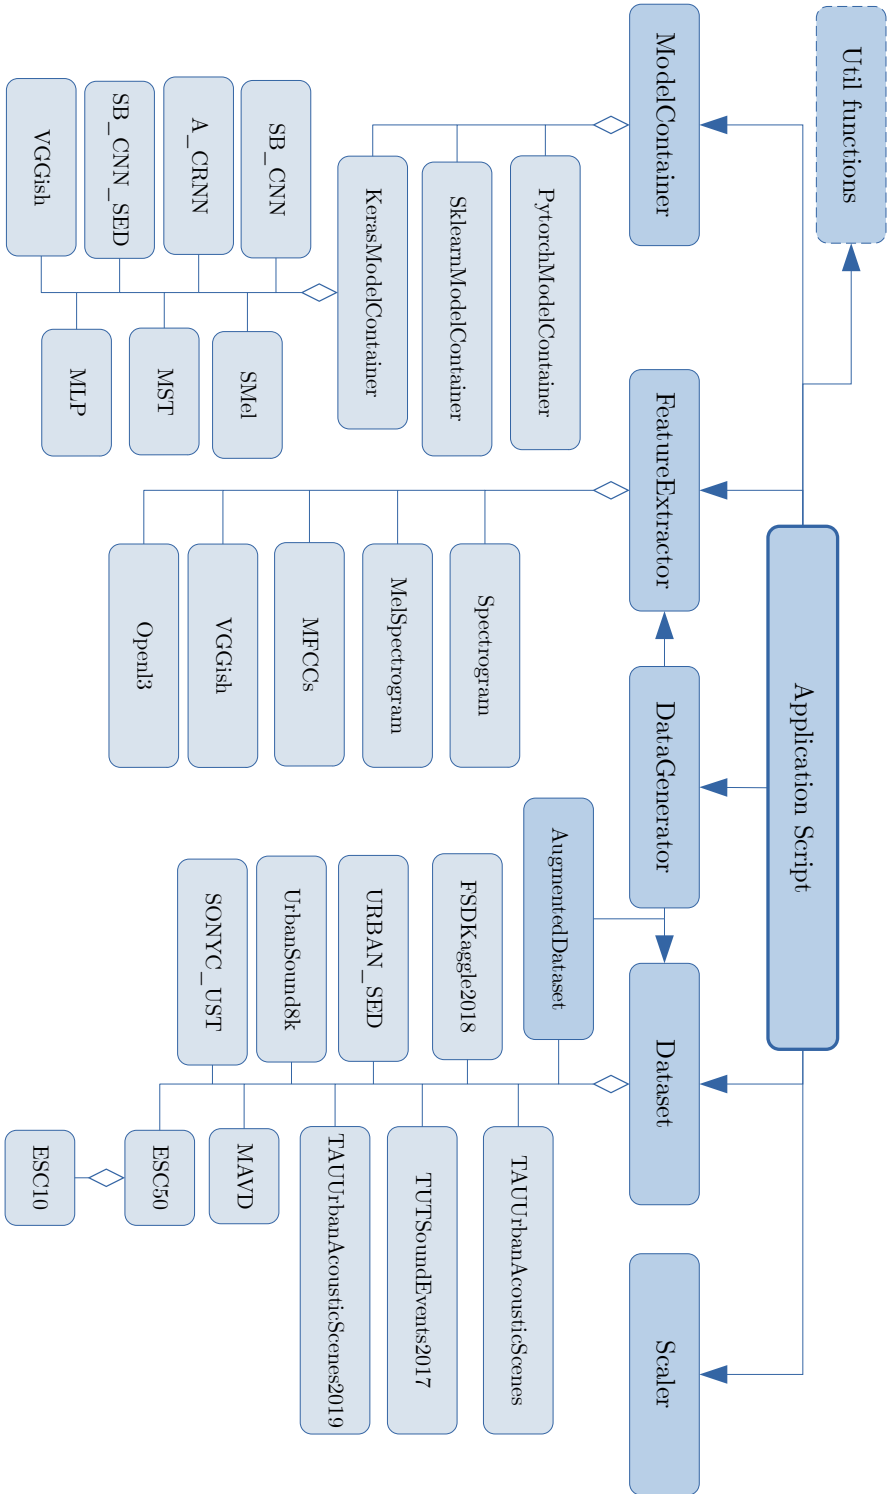 Util functions
Application Script
ModelContainer
FeatureExtractor
DataGenerator
Dataset
Scaler
PytorchModelContainer
SklearnModelContainer
KerasModelContainer
SB_CNN
A_CRNN
SB_CNN_SED
VGGish
SMel
MST
MLP
Spectrogram
MelSpectrogram
MFCCs
VGGish
Openl3
AugmentedDataset
FSDKaggle2018
URBAN_SED
UrbanSound8k
SONYC_UST
TAUUrbanAcousticScenes
TUTSoundEvents2017
TAUUrbanAcousticScenes2019
MAVD
ESC50
ESC10